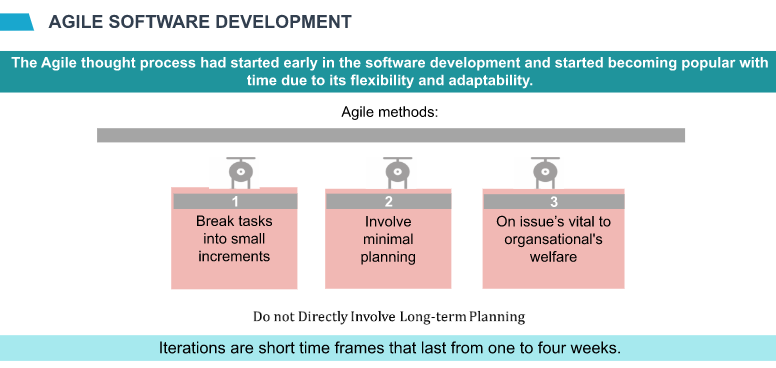 AGILE SOFTWARE DEVELOPMENT
The Agile thought process had started early in the software development and started becoming popular with
time due to its flexibility and adaptability.
Agile methods:
1
Break tasks
into small
increments
2
Involve
minimal
planning
3
On issue's vital to
organsational's
welfare
Do not Directly Involve Long-term Planning
Iterations are short time frames that last from one to four weeks.